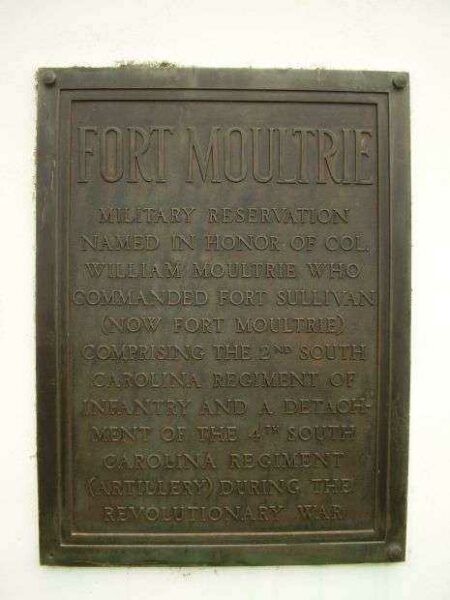 FORT MOULTRIE
MILITARY RESERVATION
NAMED IN HONOR OF COL.
WILLIAM MOULTRIE WHO
COMMANDED FORT SULLIVAN
(NOW FORT MOULTRIE)
COMPRISING THE 2ND SOUTH
CAROLINA REGIMENT OF
INFANTRY AND A DETACH-
MENT OF THE 4TH SOUTH
CAROLINA REGIMENT
(ARTILLERY) DURING THE
REVOLUTIONARY WAR